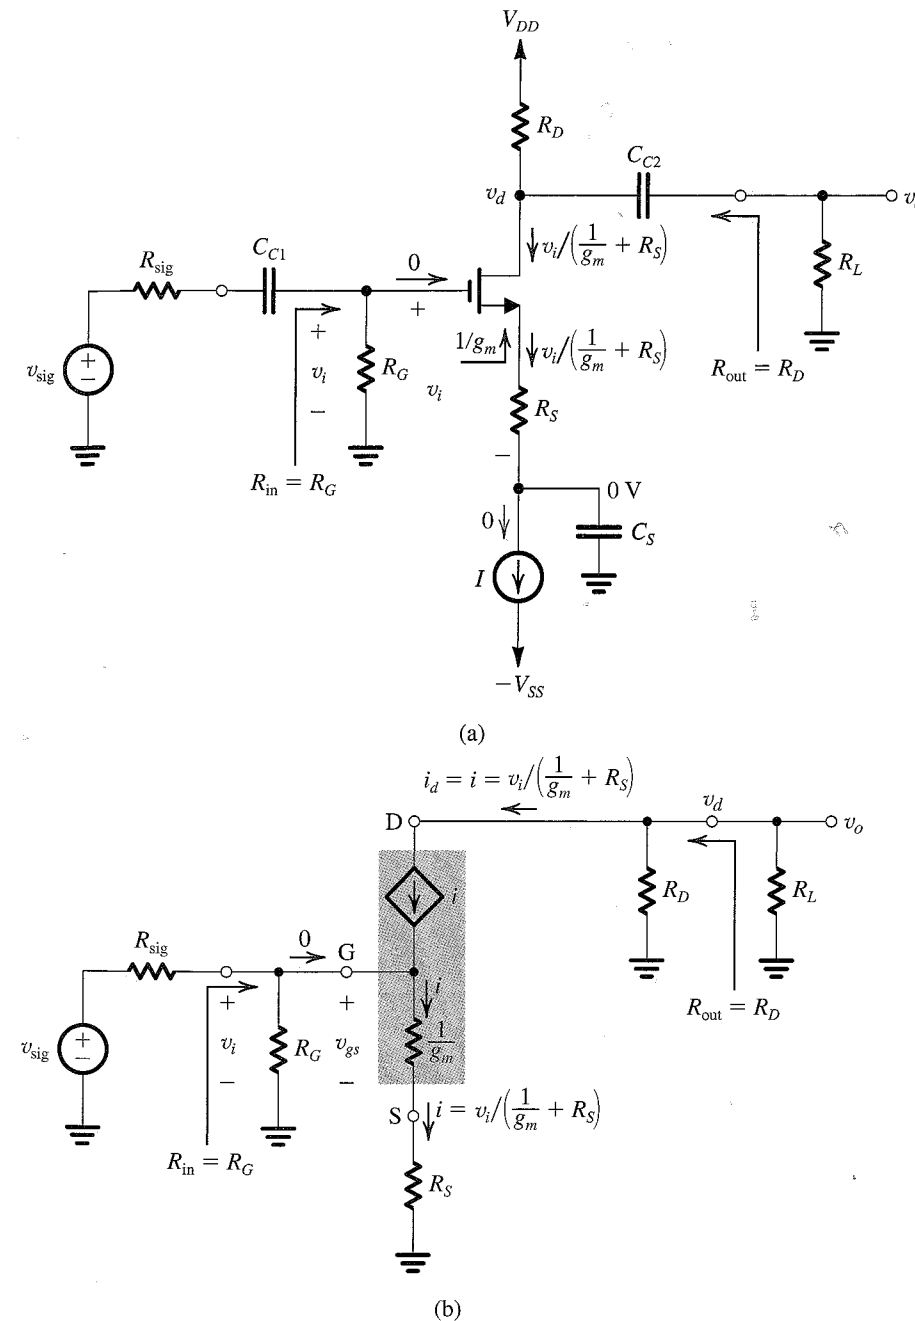 V_DD
R_D
C_C2
v_d
v_i/(1/g_m + R_S)
R_L
R_sig
C_C1
0
+
1/g_m
v_i/(1/g_m + R_S)
R_out = R_D
v_sig
+
−
+
v_i
−
R_G
v_i
R_S
−
R_in = R_G
0 V
0
C_S
I
−V_SS
(a)
i_d = i = v_i/(1/g_m + R_S)
D
v_d
v_o
i
R_D
R_L
R_sig
0
G
R_out = R_D
v_sig
+
−
+
v_i
−
R_G
+
v_gs
−
i
1/g_m
S
i = v_i/(1/g_m + R_S)
R_in = R_G
R_S
(b)